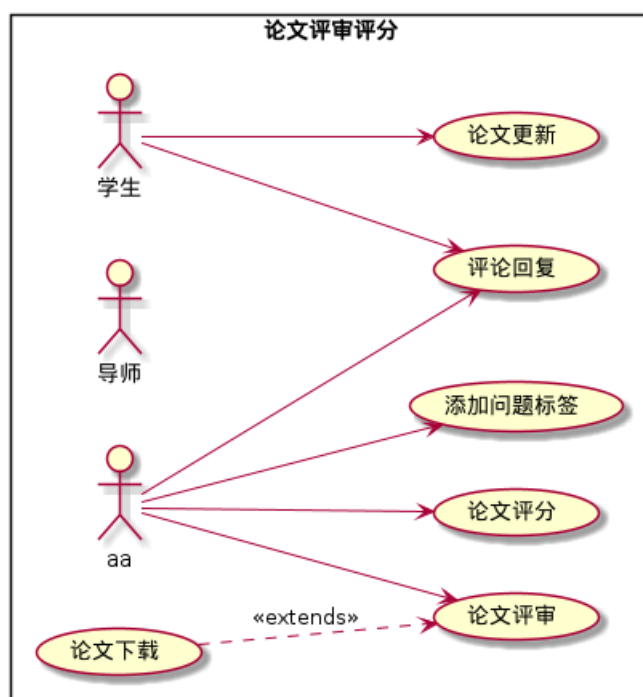 论文评审评分
学生
论文更新
评论回复
导师
添加问题标签
aa
论文评分
论文评审
«extends»
论文下载